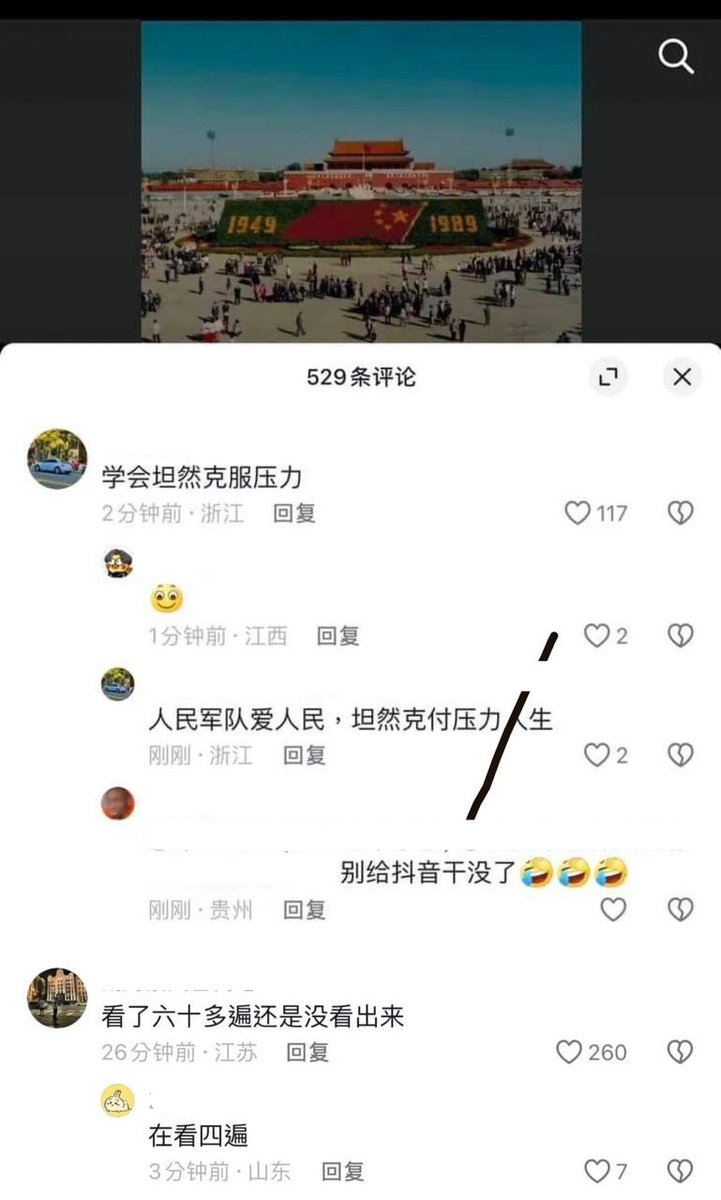 1949 1989
529条评论
学会坦然克服压力
2分钟前·浙江 回复 117
1分钟前·江西 回复 2
人民军队爱人民，坦然克付压力人生
刚刚·浙江 回复 2
别给抖音干没了🤣🤣🤣
刚刚·贵州 回复
看了六十多遍还是没看出来
26分钟前·江苏 回复 260
在看四遍
3分钟前·山东 回复 7